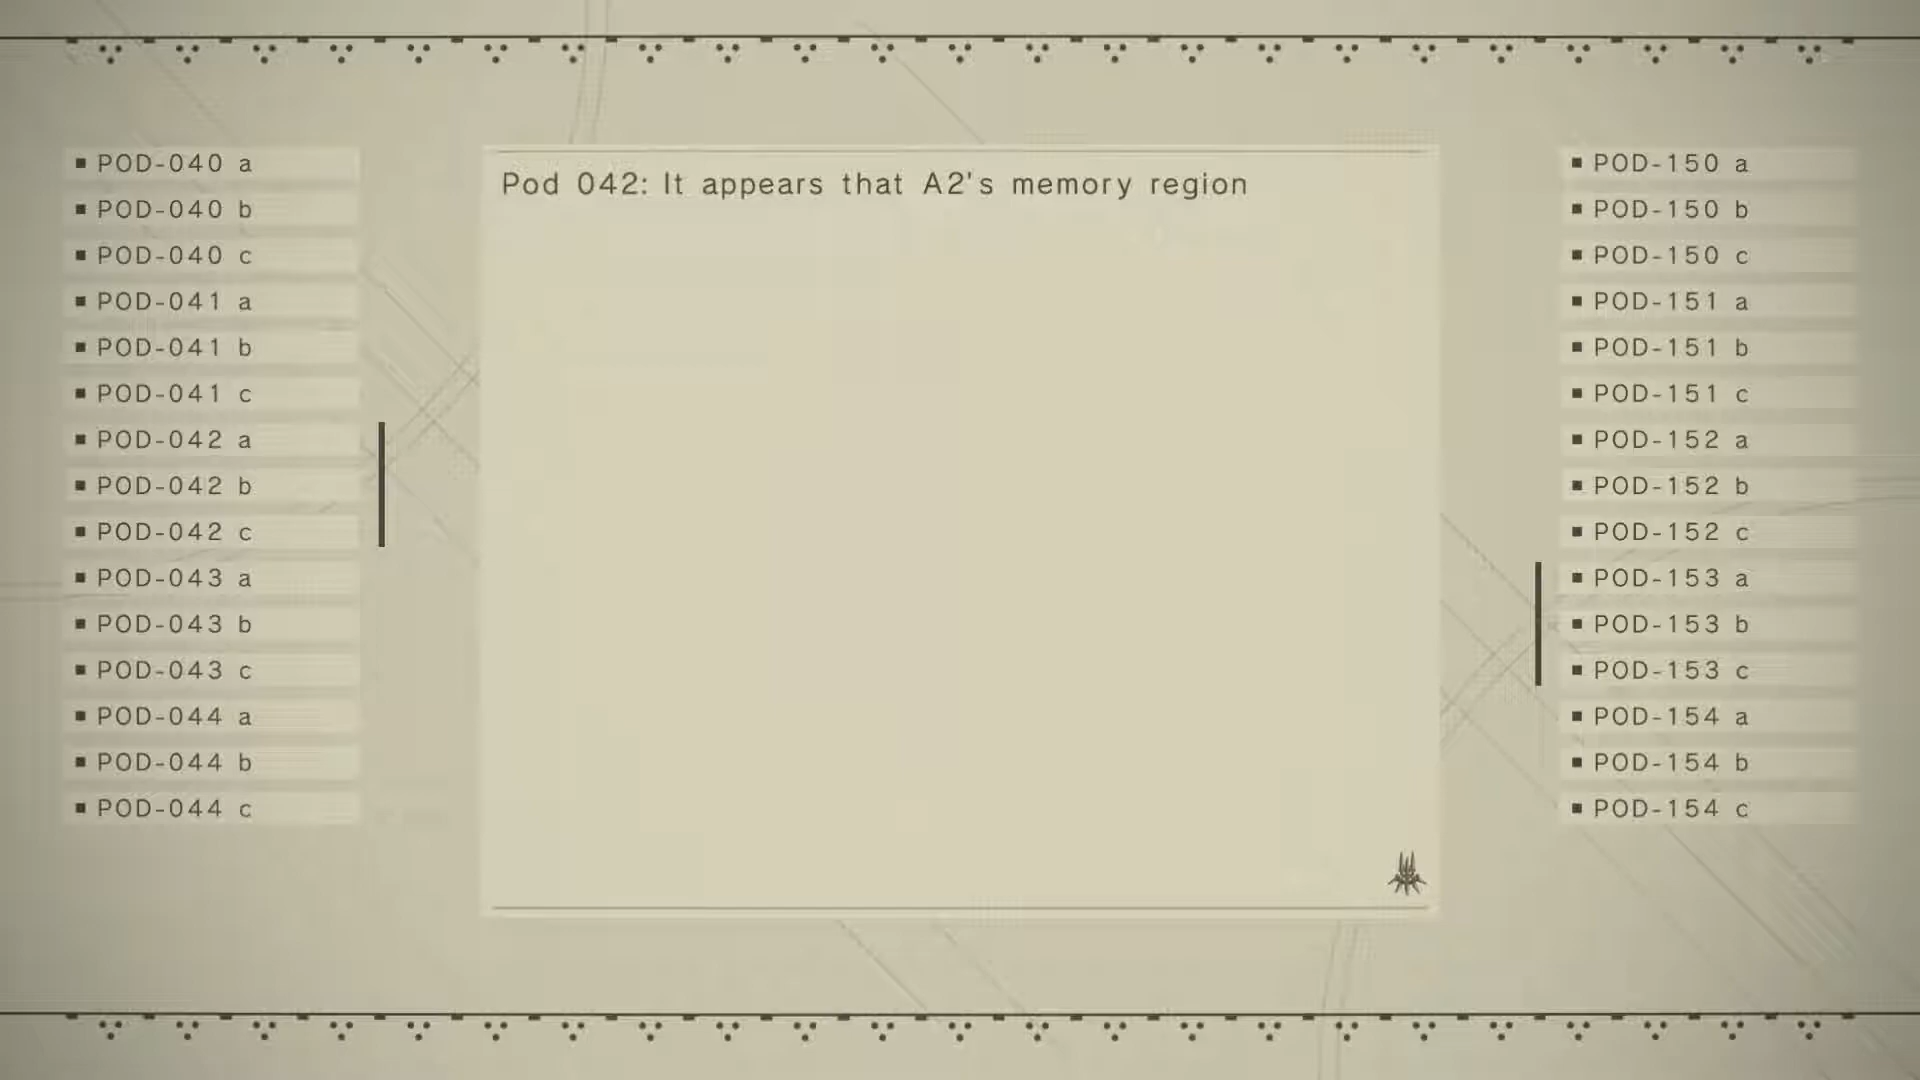 POD-040 a
POD-040 b
POD-040 c
POD-041 a
POD-041 b
POD-041 c
POD-042 a
POD-042 b
POD-042 c
POD-043 a
POD-043 b
POD-043 c
POD-044 a
POD-044 b
POD-044 c
Pod 042: It appears that A2's memory region
POD-150 a
POD-150 b
POD-150 c
POD-151 a
POD-151 b
POD-151 c
POD-152 a
POD-152 b
POD-152 c
POD-153 a
POD-153 b
POD-153 c
POD-154 a
POD-154 b
POD-154 c